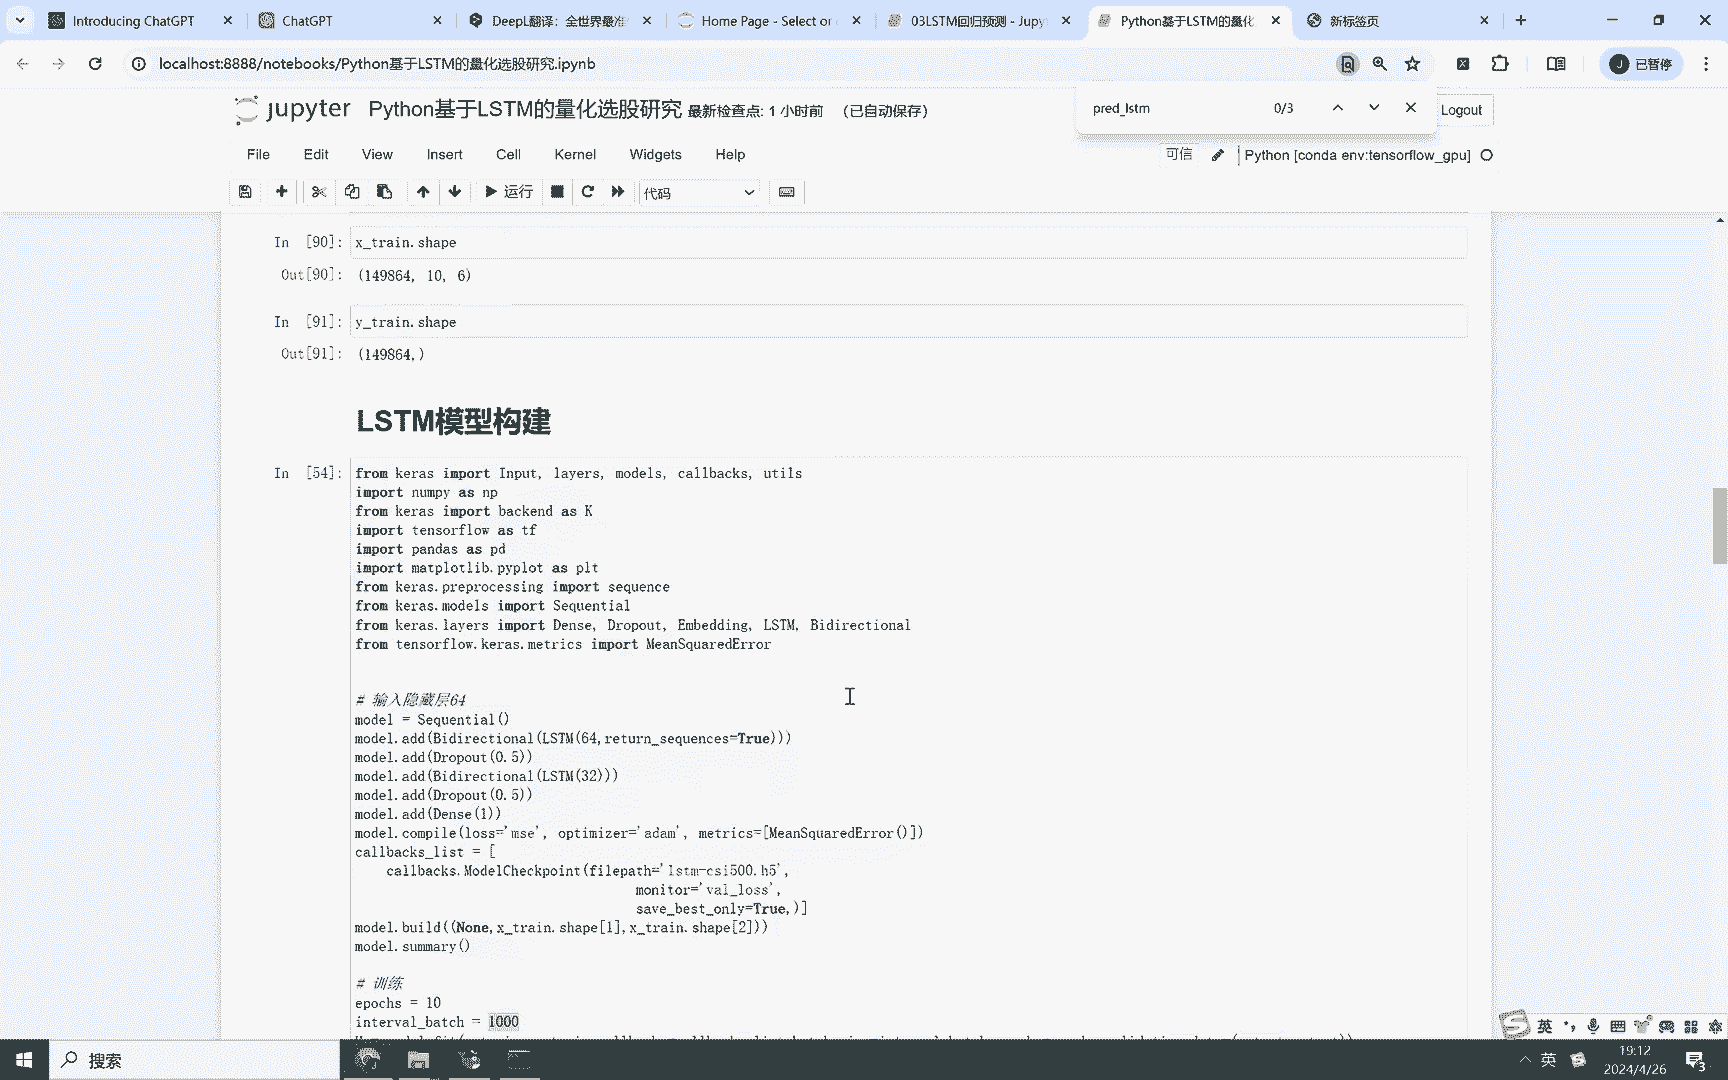 Introducing ChatGPT
ChatGPT
DeepL翻译：全世界最准
Home Page - Select or
03LSTM回归预测 - Jupy
Python基于LSTM的量化
新标签页
localhost:8888/notebooks/Python基于LSTM的量化选股研究.ipynb
J 已暂停
pred_lstm 0/3
jupyter Python基于LSTM的量化选股研究 最新检查点: 1 小时前 (已自动保存)
Logout
File Edit View Insert Cell Kernel Widgets Help
可信 Python [conda env:tensorflow_gpu]
运行 代码
In [90]: x_train.shape
Out[90]: (149864, 10, 6)
In [91]: y_train.shape
Out[91]: (149864,)
LSTM模型构建
In [54]: from keras import Input, layers, models, callbacks, utils
import numpy as np
from keras import backend as K
import tensorflow as tf
import pandas as pd
import matplotlib.pyplot as plt
from keras.preprocessing import sequence
from keras.models import Sequential
from keras.layers import Dense, Dropout, Embedding, LSTM, Bidirectional
from tensorflow.keras.metrics import MeanSquaredError
# 输入隐藏层64
model = Sequential()
model.add(Bidirectional(LSTM(64,return_sequences=True)))
model.add(Dropout(0.5))
model.add(Bidirectional(LSTM(32)))
model.add(Dropout(0.5))
model.add(Dense(1))
model.compile(loss='mse', optimizer='adam', metrics=[MeanSquaredError()])
callbacks_list = [
callbacks.ModelCheckpoint(filepath='lstm-csi500.h5',
monitor='val_loss',
save_best_only=True,)]
model.build((None,x_train.shape[1],x_train.shape[2]))
model.summary()
# 训练
epochs = 10
interval_batch = 1000
英
搜索
英
19:12
2024/4/26
3